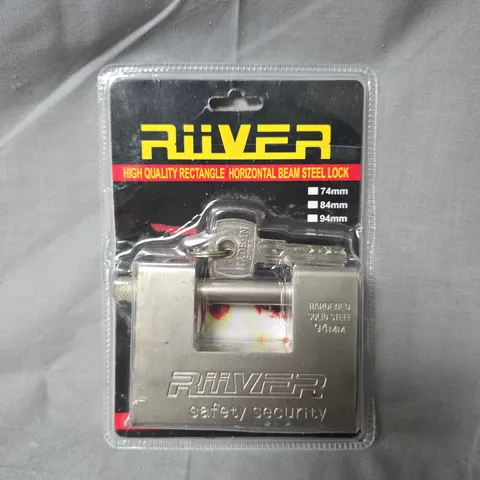 RiiVER
HIGH QUALITY RECTANGLE HORIZONTAL BEAM STEEL LOCK
74mm
84mm
94mm
HARDENED
SOLID STEEL
94MM
RiiVER
safety security